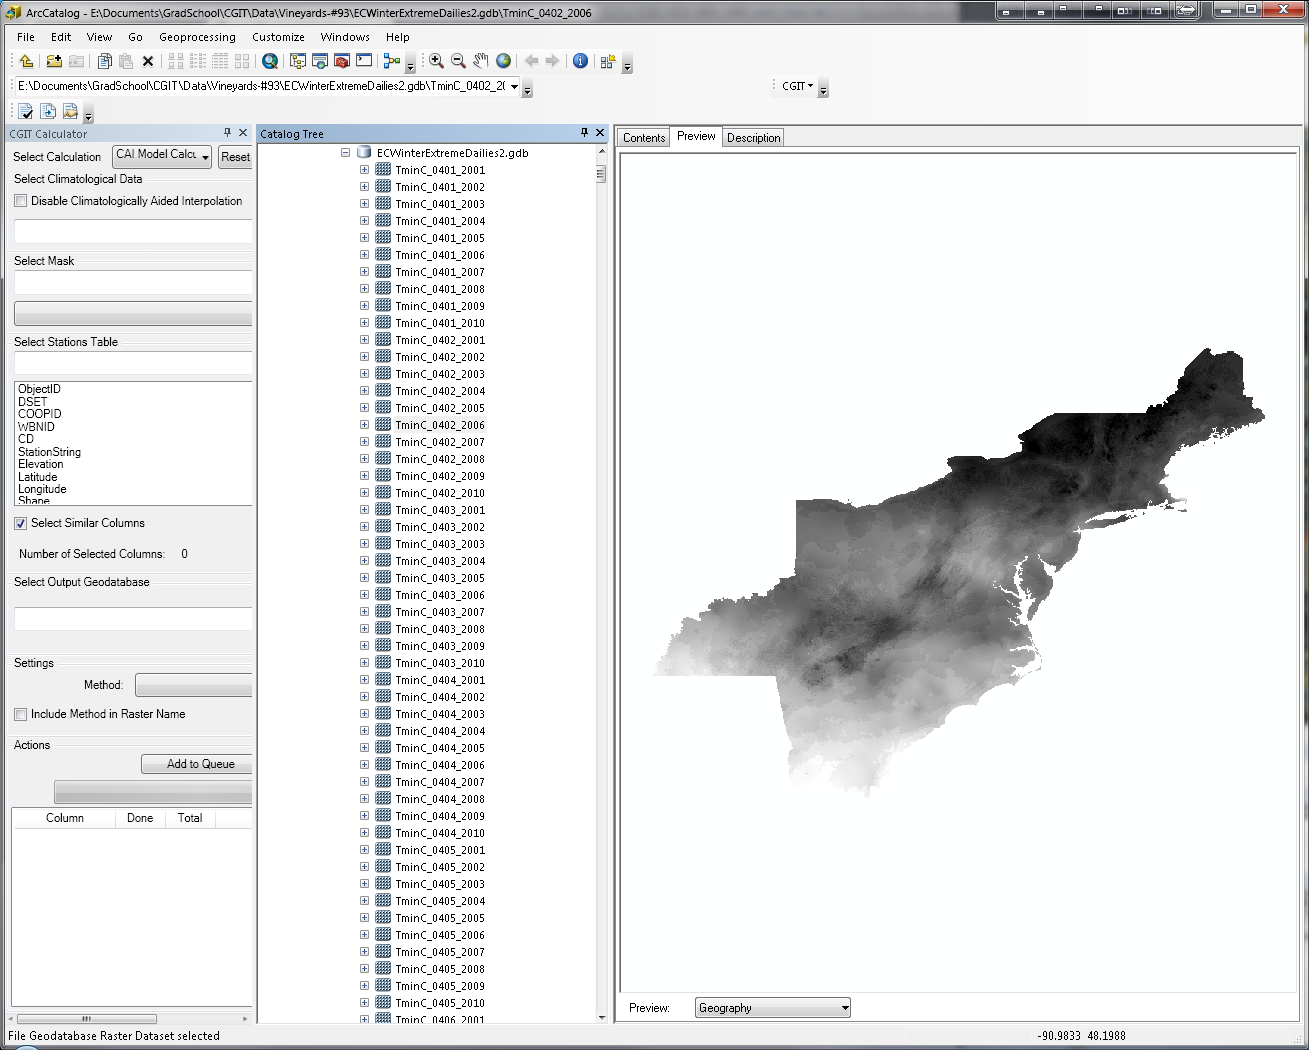 ArcCatalog - E:\Documents\GradSchool\CGIT\Data\Vineyards-#93\ECWinterExtremeDailies2.gdb\TminC_0402_2006
File Edit View Go Geoprocessing Customize Windows Help
E:\Documents\GradSchool\CGIT\Data\Vineyards-#93\ECWinterExtremeDailies2.gdb\TminC_0402_2(
CGIT
CGIT Calculator
Select Calculation
CAI Model Calcu
Reset
Select Climatological Data
Disable Climatologically Aided Interpolation
Select Mask
Select Stations Table
ObjectID
DSET
COOPID
WBNID
CD
StationString
Elevation
Latitude
Longitude
Shape
Select Similar Columns
Number of Selected Columns: 0
Select Output Geodatabase
Settings
Method:
Include Method in Raster Name
Actions
Add to Queue
Column Done Total
Catalog Tree
ECWinterExtremeDailies2.gdb
TminC_0401_2001
TminC_0401_2002
TminC_0401_2003
TminC_0401_2004
TminC_0401_2005
TminC_0401_2006
TminC_0401_2007
TminC_0401_2008
TminC_0401_2009
TminC_0401_2010
TminC_0402_2001
TminC_0402_2002
TminC_0402_2003
TminC_0402_2004
TminC_0402_2005
TminC_0402_2006
TminC_0402_2007
TminC_0402_2008
TminC_0402_2009
TminC_0402_2010
TminC_0403_2001
TminC_0403_2002
TminC_0403_2003
TminC_0403_2004
TminC_0403_2005
TminC_0403_2006
TminC_0403_2007
TminC_0403_2008
TminC_0403_2009
TminC_0403_2010
TminC_0404_2001
TminC_0404_2002
TminC_0404_2003
TminC_0404_2004
TminC_0404_2005
TminC_0404_2006
TminC_0404_2007
TminC_0404_2008
TminC_0404_2009
TminC_0404_2010
TminC_0405_2001
TminC_0405_2002
TminC_0405_2003
TminC_0405_2004
TminC_0405_2005
TminC_0405_2006
TminC_0405_2007
TminC_0405_2008
TminC_0405_2009
TminC_0405_2010
TminC_0406_2001
Contents Preview Description
Preview: Geography
File Geodatabase Raster Dataset selected
-90.9833 48.1988